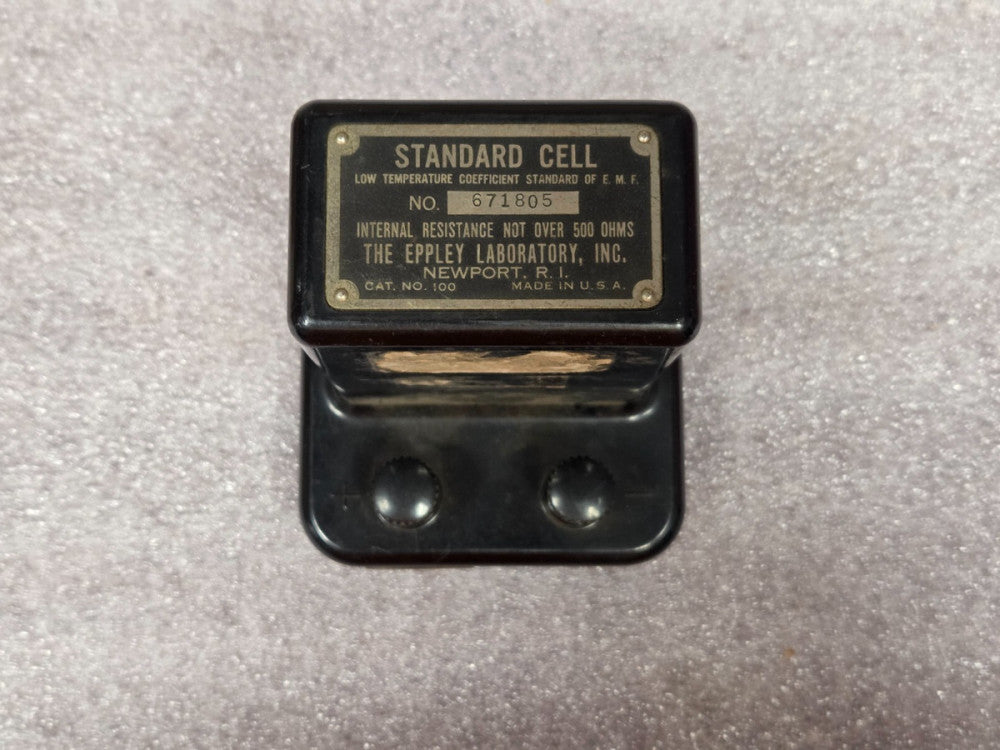 STANDARD CELL
LOW TEMPERATURE COEFFICIENT STANDARD OF E. M. F.
NO. 671805
INTERNAL RESISTANCE NOT OVER 500 OHMS
THE EPPLEY LABORATORY, INC.
NEWPORT, R. I.
CAT. NO. 100 MADE IN U.S.A.
+ -